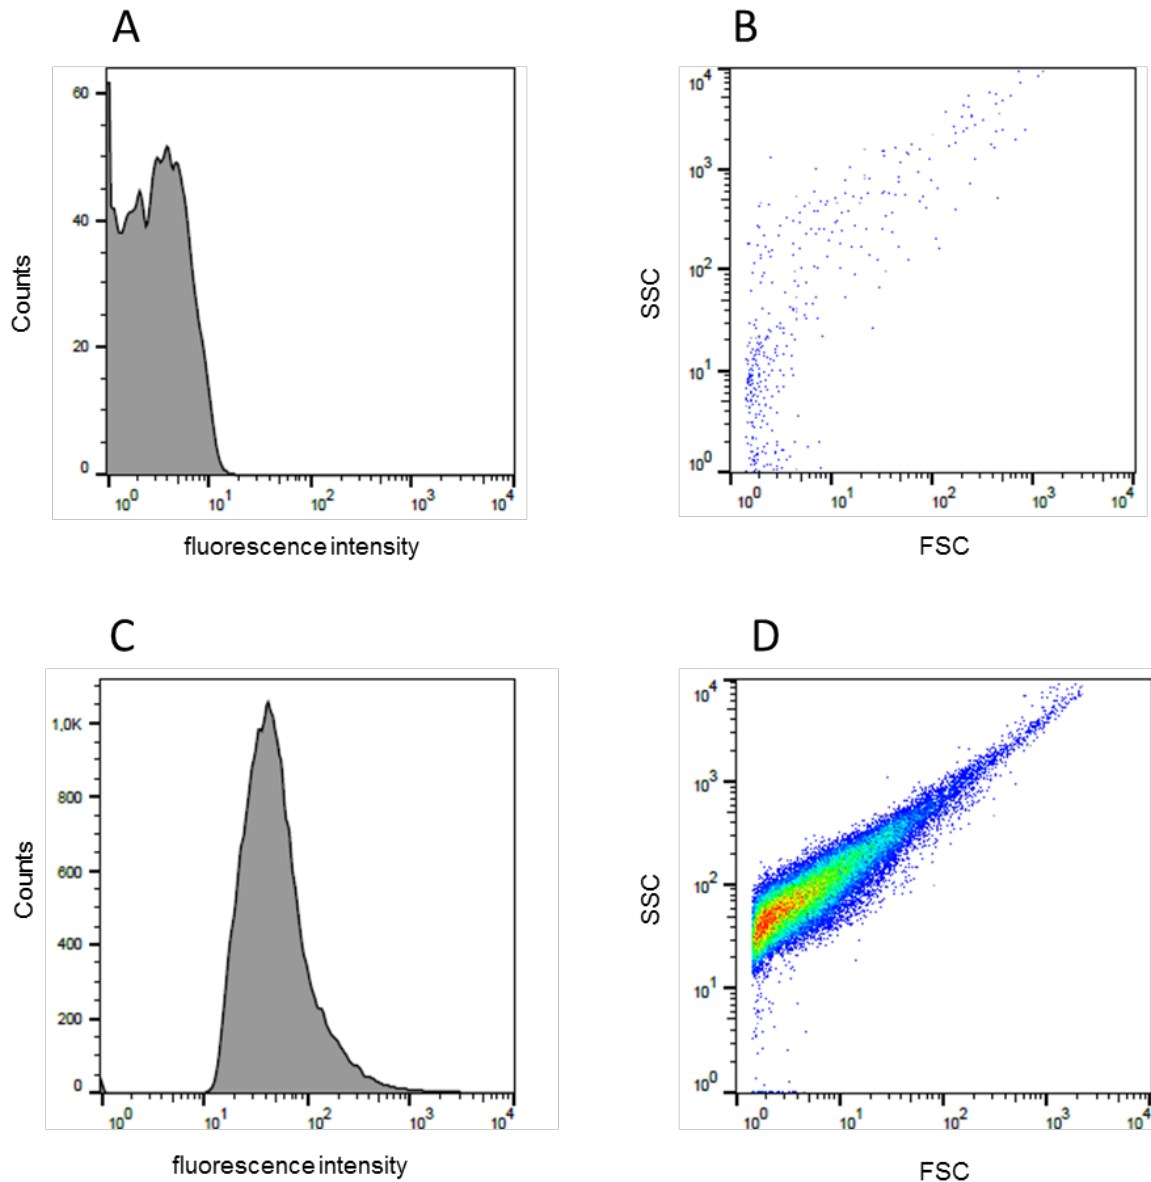 A
B
60
40
20
0
Counts
10⁰ 10¹ 10² 10³ 10⁴
fluorescence intensity
10⁴
10³
10²
10¹
10⁰
SSC
10⁰ 10¹ 10² 10³ 10⁴
FSC
C
D
1,0K
800
600
400
200
0
Counts
10⁰ 10¹ 10² 10³ 10⁴
fluorescence intensity
10⁴
10³
10²
10¹
10⁰
SSC
10⁰ 10¹ 10² 10³ 10⁴
FSC